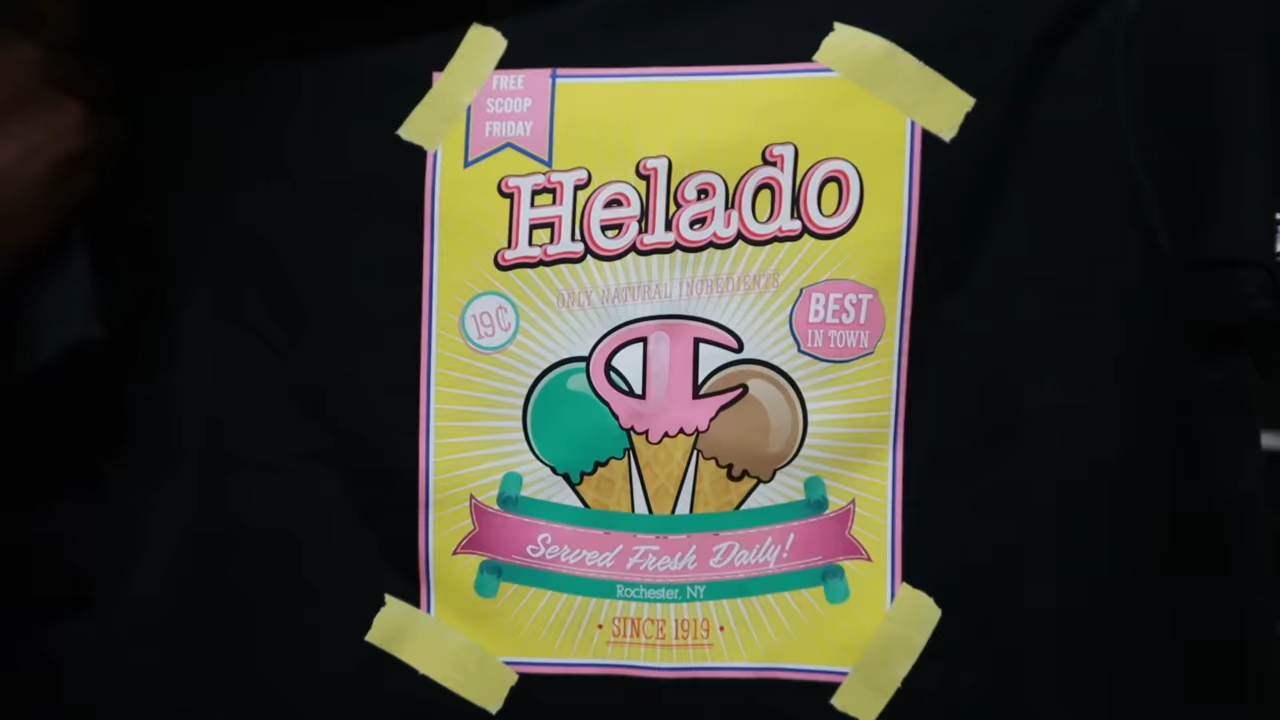 FREE
SCOOP
FRIDAY
Helado
ONLY NATURAL INGREDIENTS
19¢
BEST
IN TOWN
Served Fresh Daily!
Rochester, NY
• SINCE 1919 •